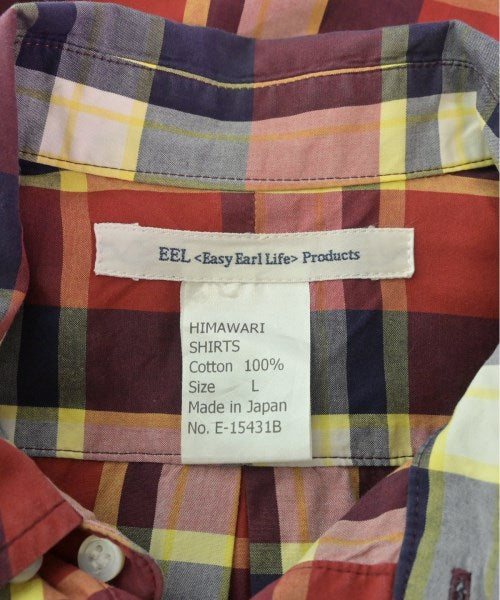 EEL <Easy Earl Life> Products
HIMAWARI
SHIRTS
Cotton 100%
Size L
Made in Japan
No. E-15431B